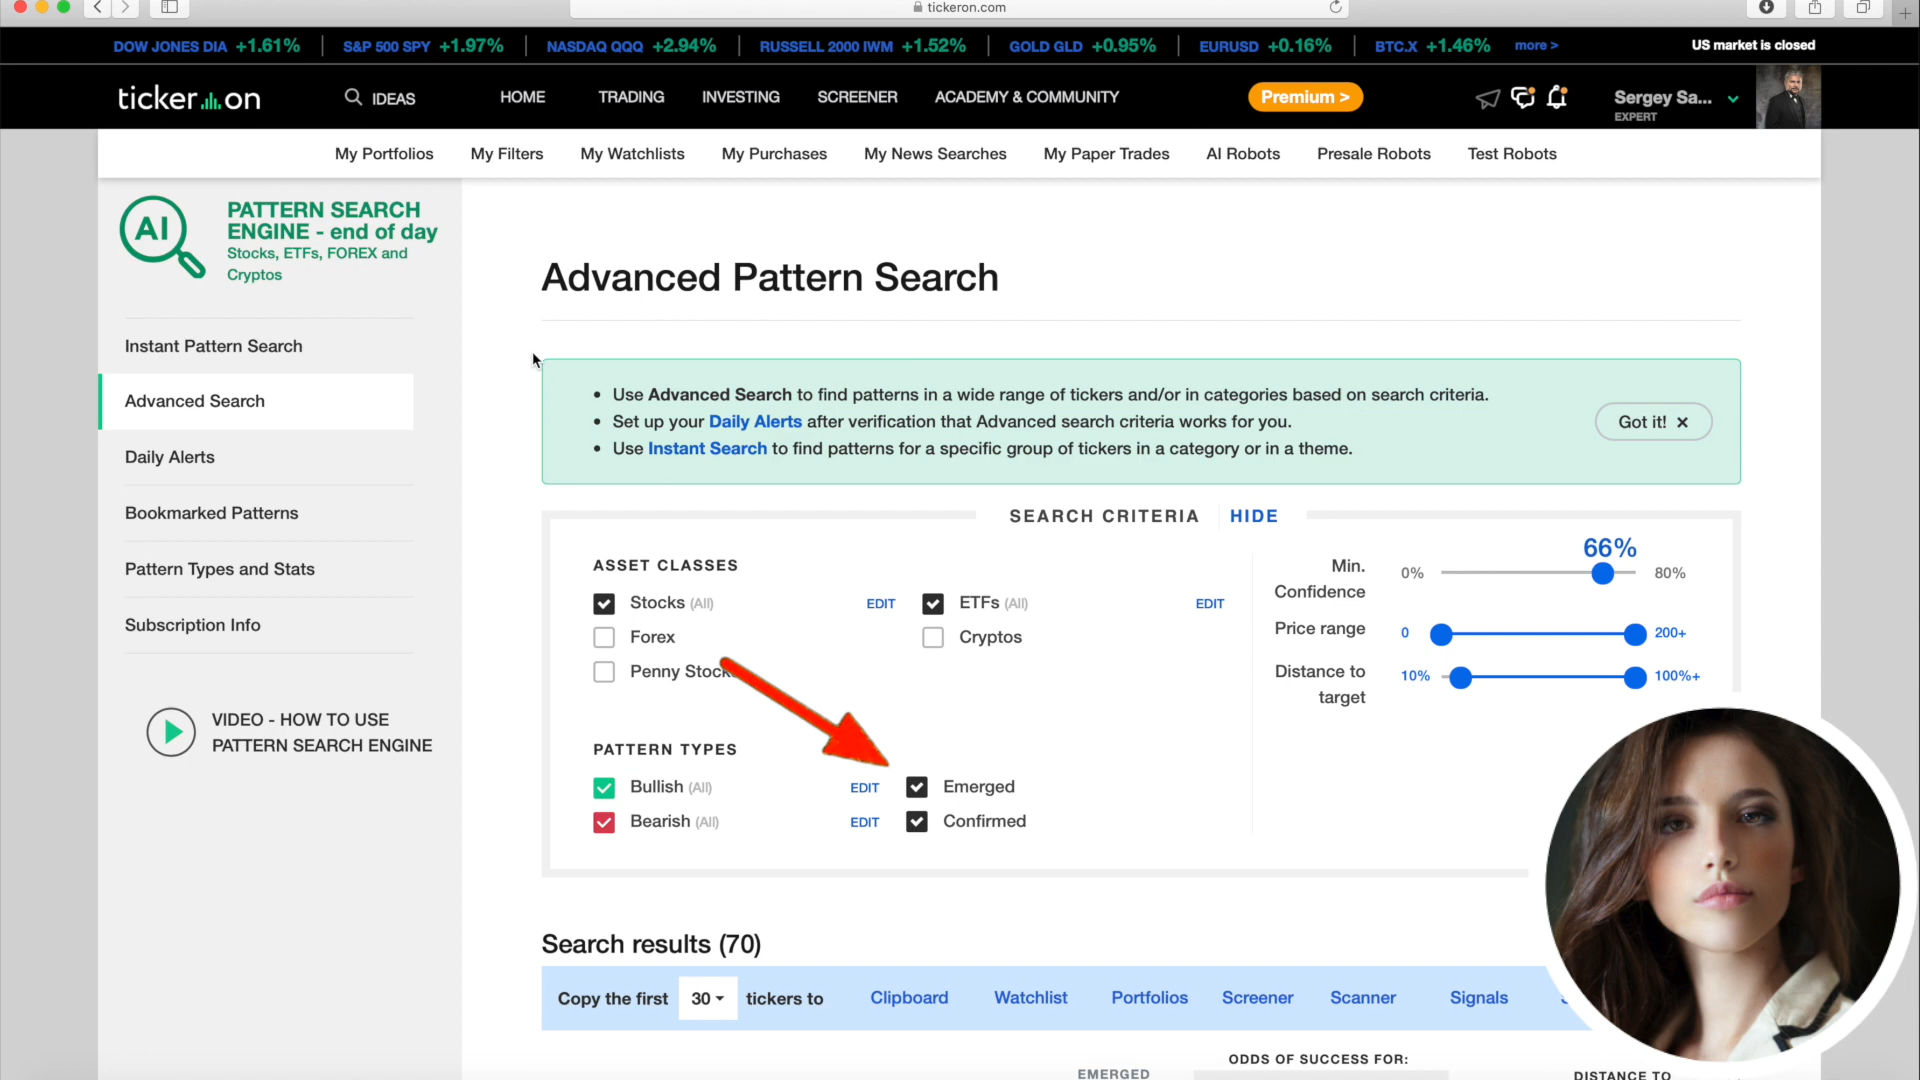 tickeron.com
DOW JONES DIA +1.61% S&P 500 SPY +1.97% NASDAQ QQQ +2.94% RUSSELL 2000 IWM +1.52% GOLD GLD +0.95% EURUSD +0.16% BTC.X +1.46% more > US market is closed
tickeron IDEAS HOME TRADING INVESTING SCREENER ACADEMY & COMMUNITY Premium > Sergey Sa...
EXPERT
My Portfolios My Filters My Watchlists My Purchases My News Searches My Paper Trades AI Robots Presale Robots Test Robots
AI
PATTERN SEARCH
ENGINE - end of day
Stocks, ETFs, FOREX and
Cryptos
Instant Pattern Search
Advanced Search
Daily Alerts
Bookmarked Patterns
Pattern Types and Stats
Subscription Info
VIDEO - HOW TO USE
PATTERN SEARCH ENGINE
Advanced Pattern Search
• Use Advanced Search to find patterns in a wide range of tickers and/or in categories based on search criteria.
• Set up your Daily Alerts after verification that Advanced search criteria works for you.
• Use Instant Search to find patterns for a specific group of tickers in a category or in a theme.
Got it! ×
SEARCH CRITERIA HIDE
ASSET CLASSES
Stocks (All) EDIT ETFs (All) EDIT
Forex Cryptos
Penny Stock
PATTERN TYPES
Bullish (All) EDIT Emerged
Bearish (All) EDIT Confirmed
66%
Min.
Confidence
0% 80%
Price range 0 200+
Distance to
target
10% 100%+
Search results (70)
Copy the first 30 tickers to Clipboard Watchlist Portfolios Screener Scanner Signals
ODDS OF SUCCESS FOR:
EMERGED DISTANCE TO